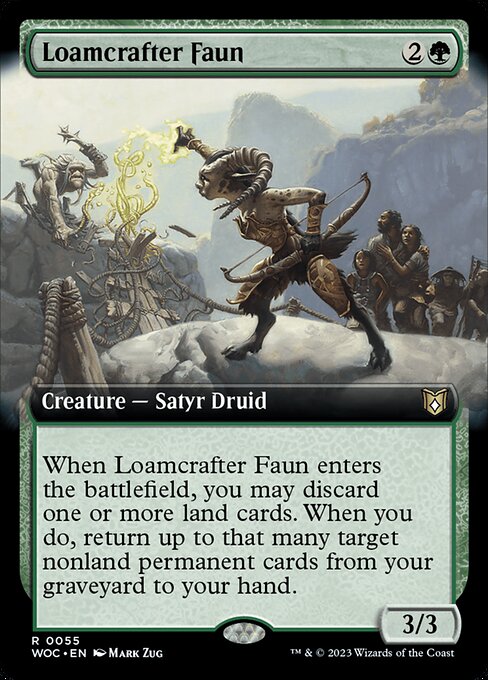 Loamcrafter Faun 2
Creature — Satyr Druid
When Loamcrafter Faun enters
the battlefield, you may discard
one or more land cards. When you
do, return up to that many target
nonland permanent cards from your
graveyard to your hand.
3/3
R 0055
WOC • EN Mark Zug
™ & © 2023 Wizards of the Coast